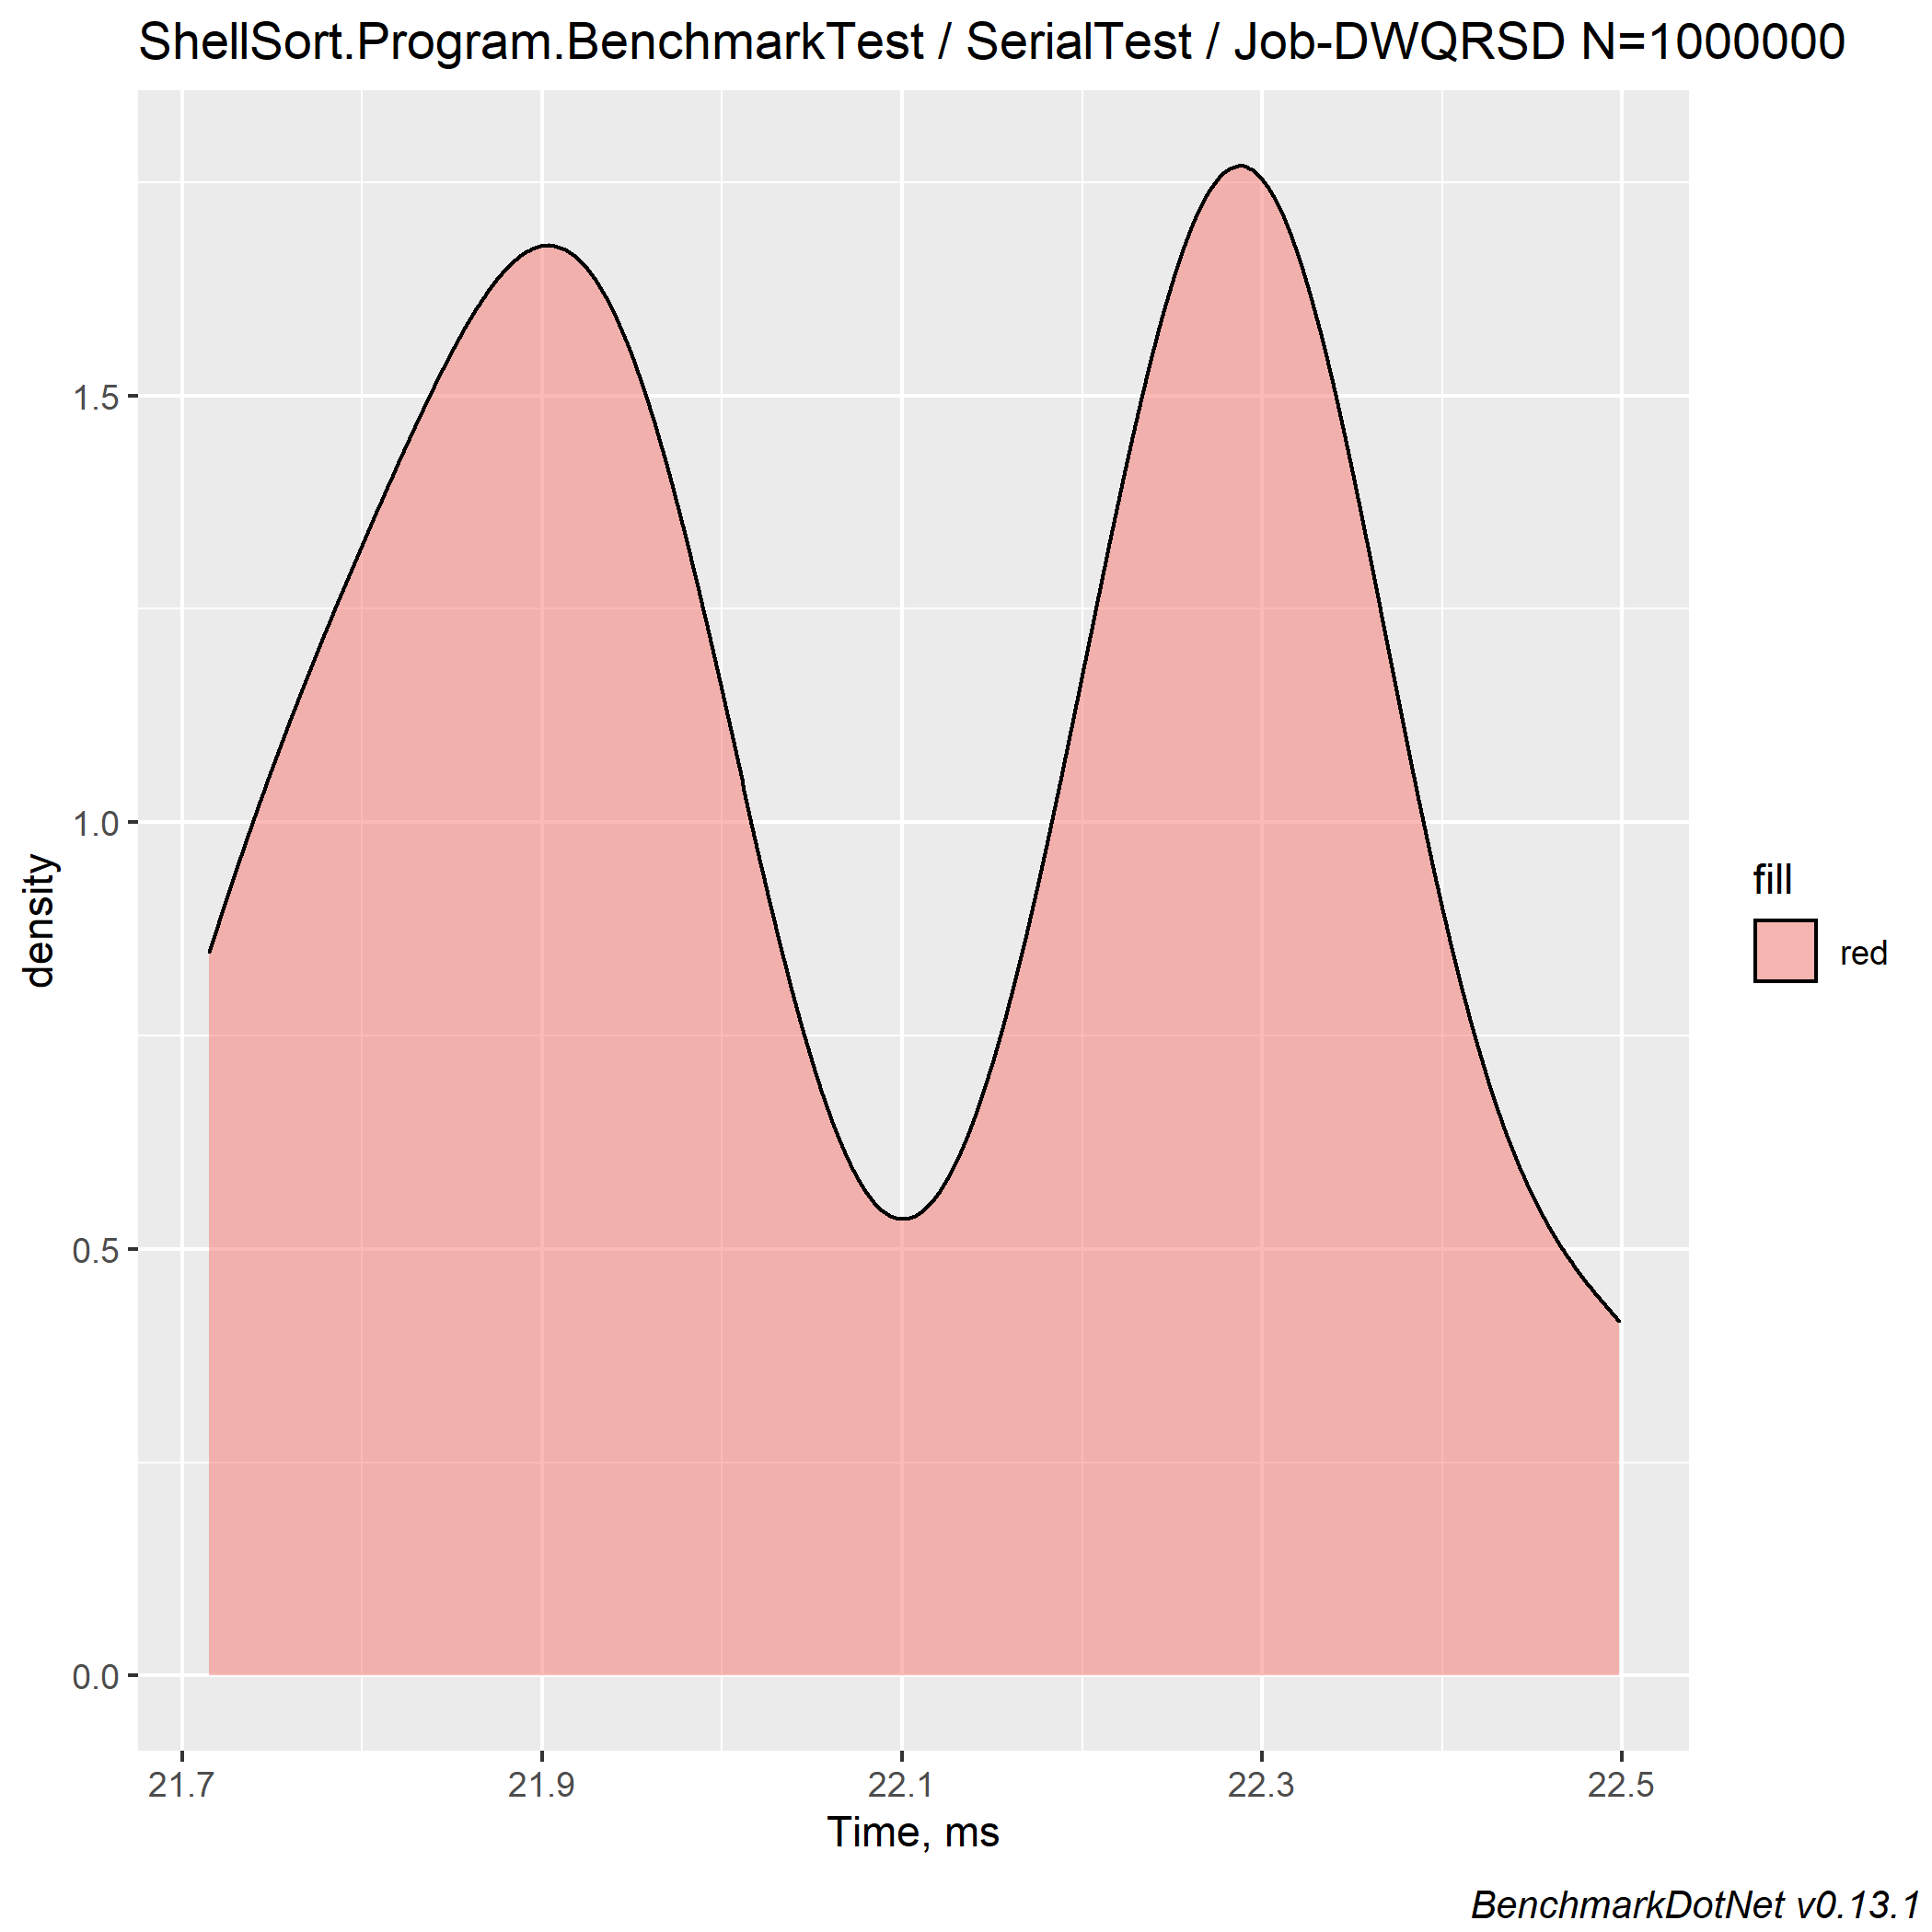 ShellSort.Program.BenchmarkTest / SerialTest / Job-DWQRSD N=1000000
density
1.5
1.0
0.5
0.0
fill
red
21.7 21.9 22.1 22.3 22.5
Time, ms
BenchmarkDotNet v0.13.1